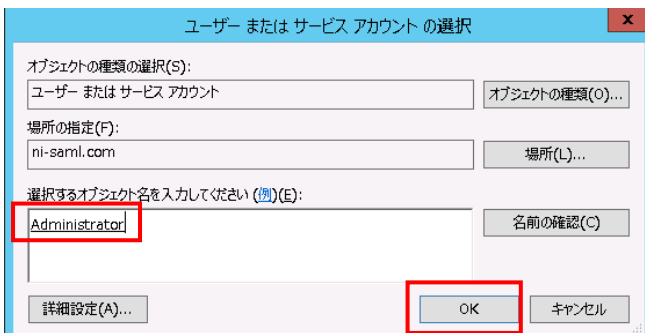 ユーザー または サービス アカウント の選択
x
オブジェクトの種類の選択(S):
ユーザー または サービス アカウント
オブジェクトの種類(O)...
場所の指定(F):
ni-saml.com
場所(L)...
選択するオブジェクト名を入力してください (例)(E):
Administrator
名前の確認(C)
詳細設定(A)...
OK
キャンセル